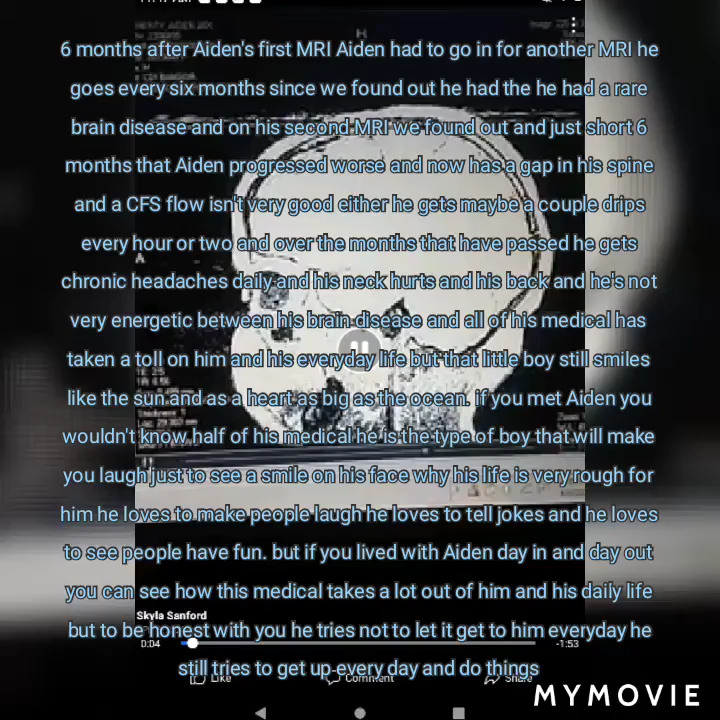 6 months after Aiden's first MRI Aiden had to go in for another MRI he
goes every six months since we found out he had the he had a rare
brain disease and on his second MRI we found out and just short 6
months that Aiden progressed worse and now has a gap in his spine
and a CFS flow isn't very good either he gets maybe a couple drips
every hour or two and over the months that have passed he gets
chronic headaches daily and his neck hurts and his back and he's not
very energetic between his brain disease and all of his medical has
taken a toll on him and his everyday life but that little boy still smiles
like the sun and as a heart as big as the ocean. if you met Aiden you
wouldn't know half of his medical he is the type of boy that will make
you laugh just to see a smile on his face why his life is very rough for
him he loves to make people laugh he loves to tell jokes and he loves
to see people have fun. but if you lived with Aiden day in and day out
you can see how this medical takes a lot out of him and his daily life
Skyla Sanford
but to be honest with you he tries not to let it get to him everyday he
0:04
-1:53
still tries to get up every day and do things
Like
Comment
Share
MYMOVIE